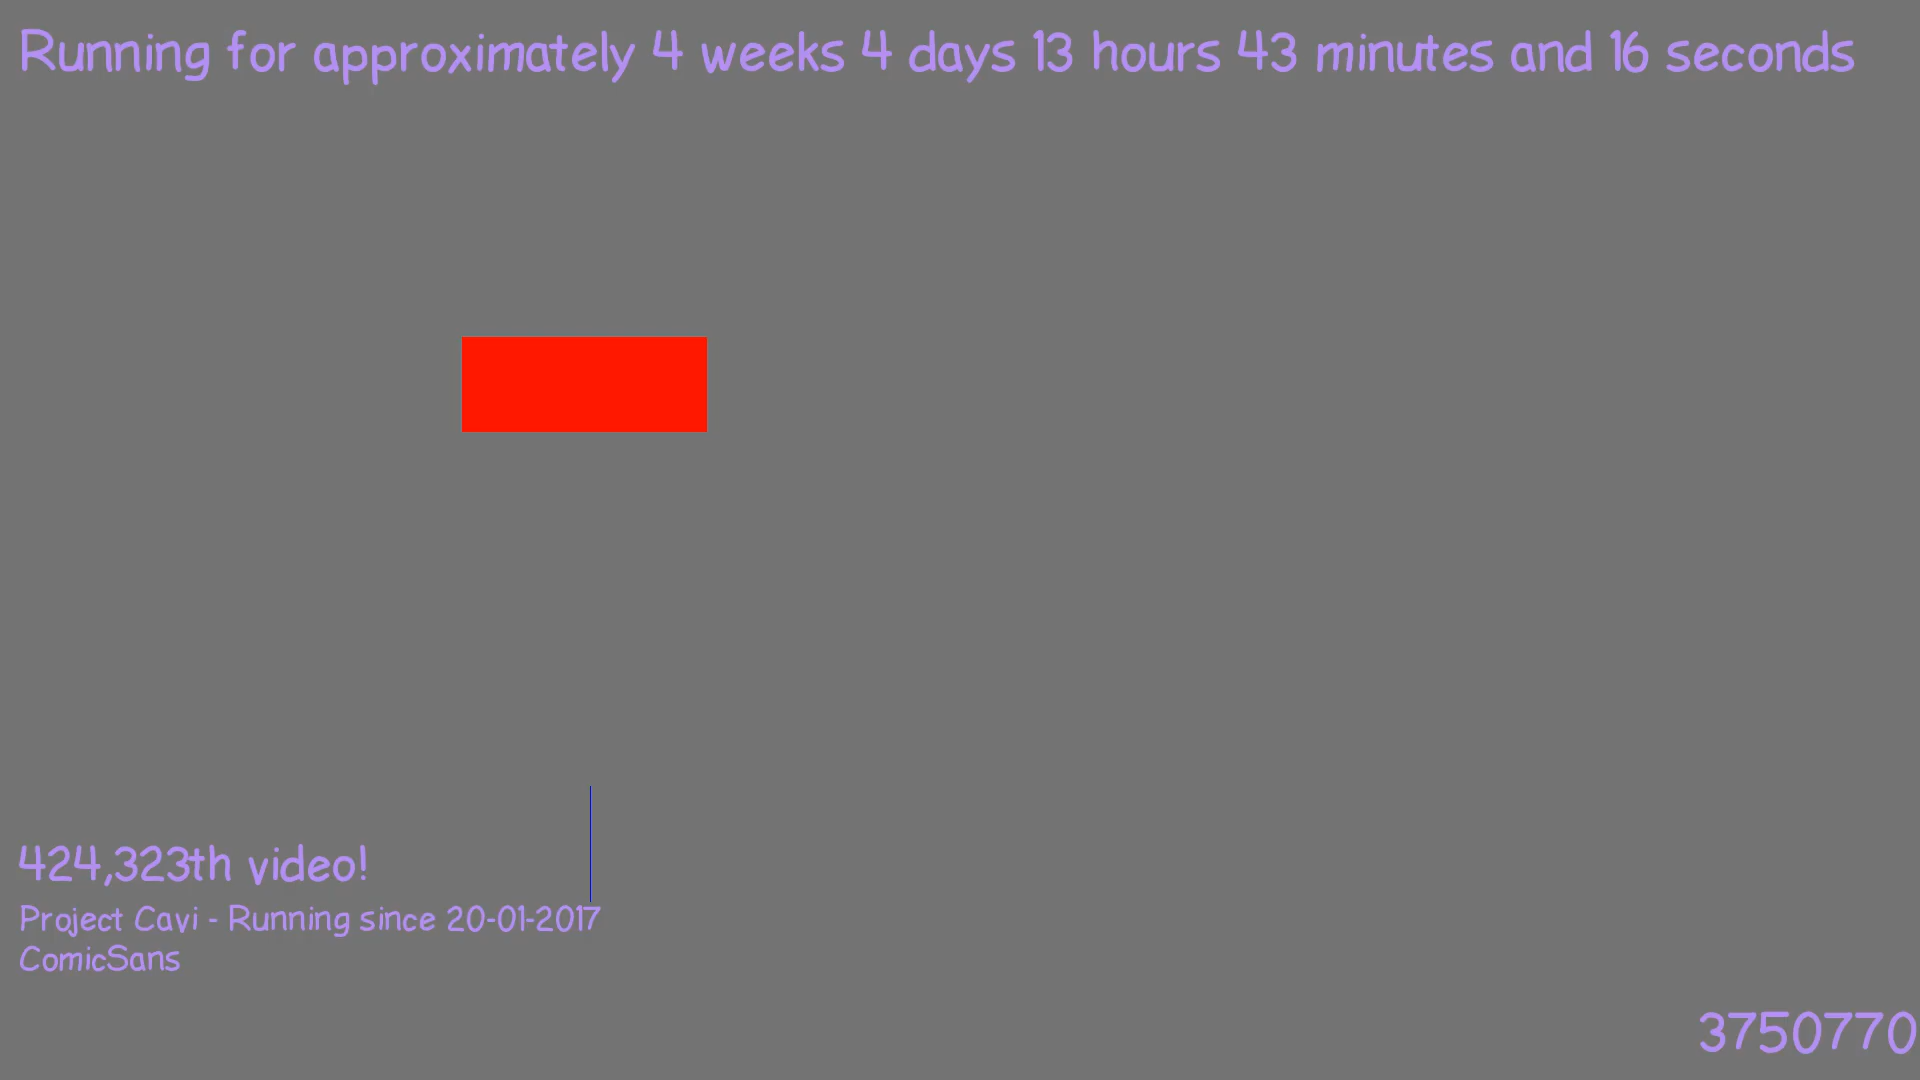 Running for approximately 4 weeks 4 days 13 hours 43 minutes and 16 seconds
424,323th video!
Project Cavi - Running since 20-01-2017
ComicSans
3750770